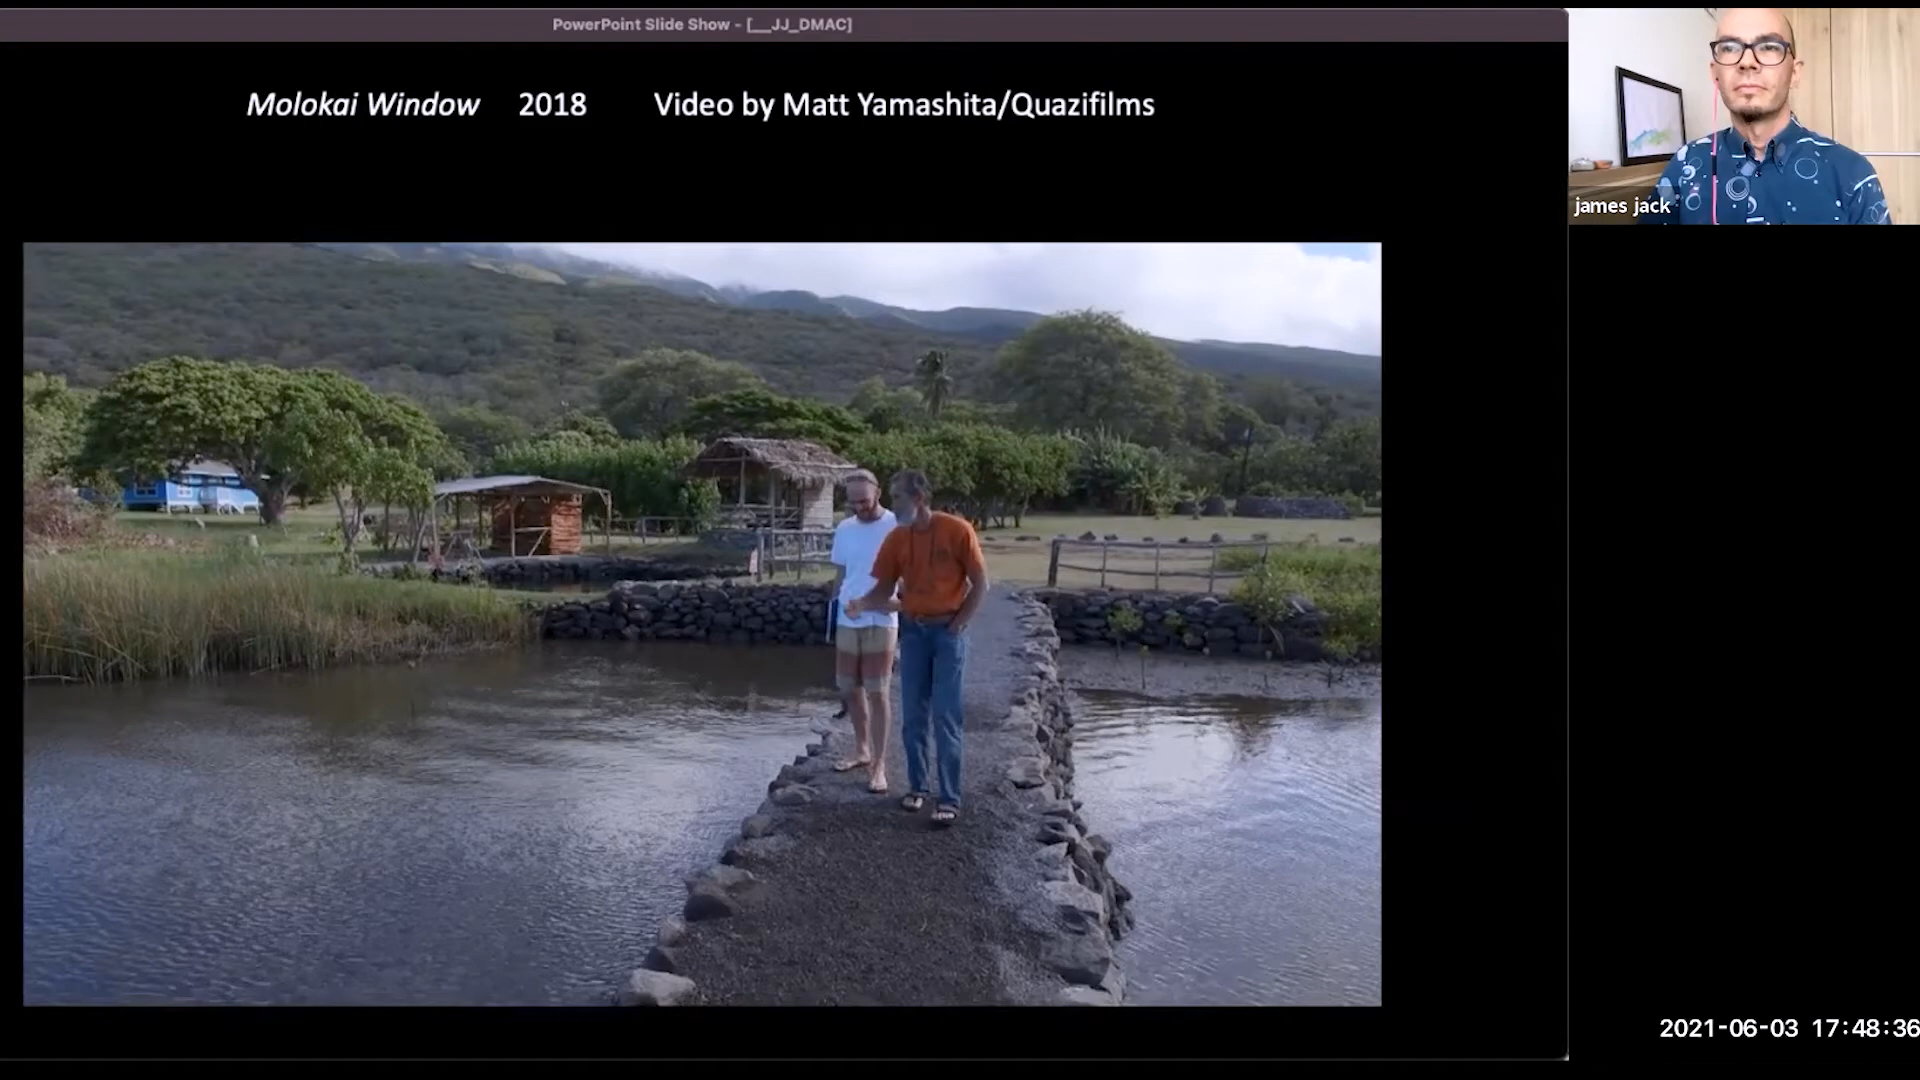 PowerPoint Slide Show - [__JJ_DMAC]
Molokai Window 2018 Video by Matt Yamashita/Quazifilms
james jack
2021-06-03 17:48:36